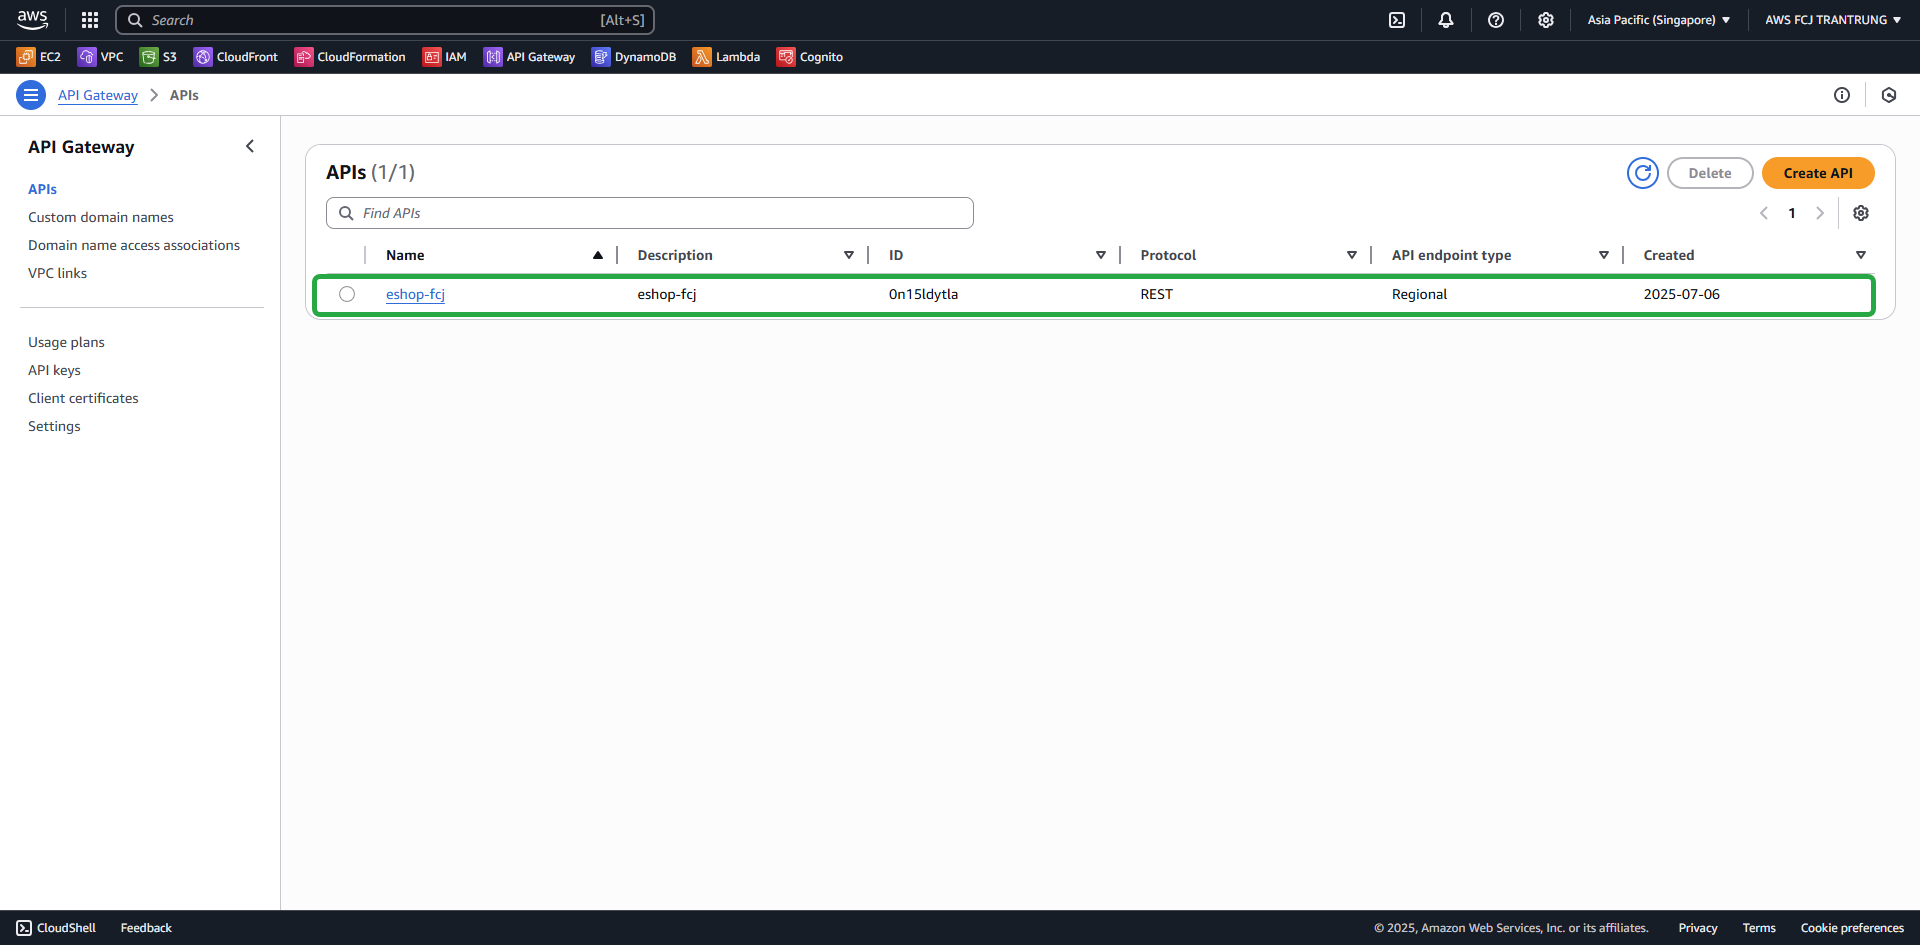 aws Search [Alt+S] Asia Pacific (Singapore) AWS FCJ TRANTRUNG
EC2 VPC S3 CloudFront CloudFormation IAM API Gateway DynamoDB Lambda Cognito
API Gateway APIs
API Gateway
APIs
Custom domain names
Domain name access associations
VPC links
Usage plans
API keys
Client certificates
Settings
APIs (1/1) Delete Create API
Find APIs 1
Name Description ID Protocol API endpoint type Created
eshop-fcj eshop-fcj 0n15ldytla REST Regional 2025-07-06
CloudShell Feedback © 2025, Amazon Web Services, Inc. or its affiliates. Privacy Terms Cookie preferences